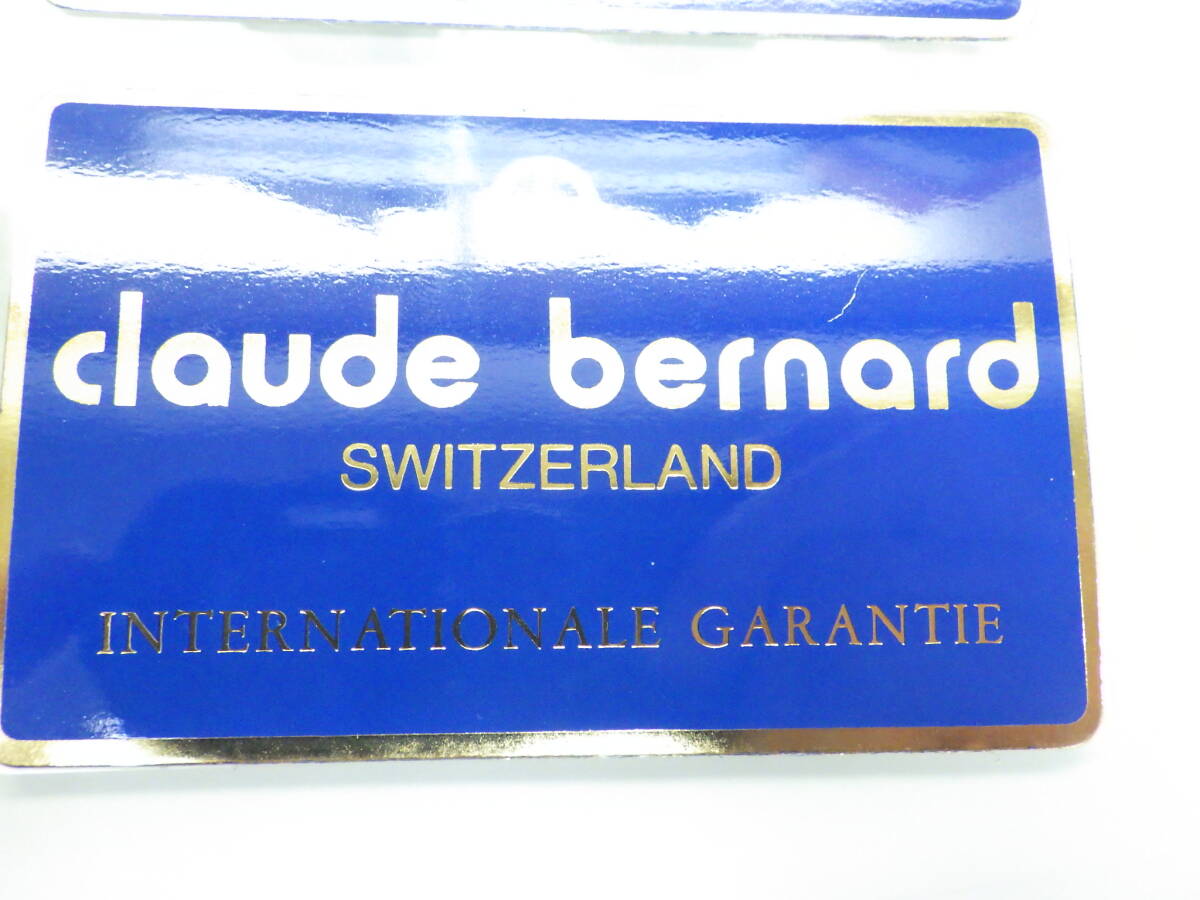 claude bernard
SWITZERLAND
INTERNATIONALE GARANTIE